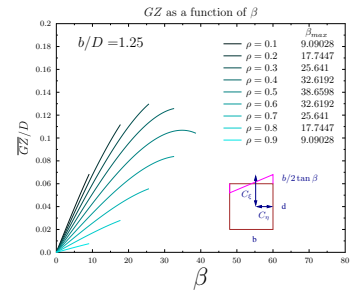 GZ as a function of β
b/D = 1.25
β_max
ρ = 0.1 9.09028
ρ = 0.2 17.7447
ρ = 0.3 25.641
ρ = 0.4 32.6192
ρ = 0.5 38.6598
ρ = 0.6 32.6192
ρ = 0.7 25.641
ρ = 0.8 17.7447
ρ = 0.9 9.09028
GZ/D
0.2
0.18
0.16
0.14
0.12
0.1
0.08
0.06
0.04
0.02
0.0
b/2 tan β
C_ξ
C_η
d
b
0 10 20 30 40 50 60 70 80
β